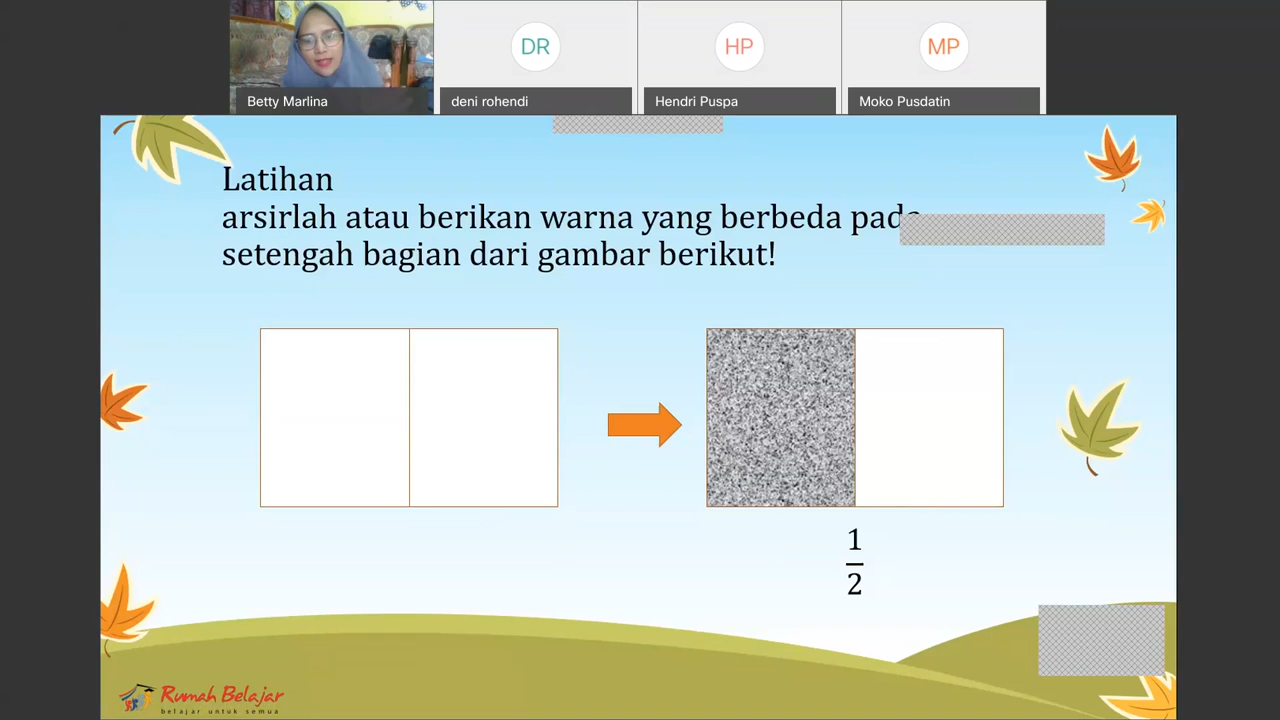 DR
HP
MP
Betty Marlina
deni rohendi
Hendri Puspa
Moko Pusdatin
Latihan
arsirlah atau berikan warna yang berbeda pada
setengah bagian dari gambar berikut!
1
2
Rumah Belajar
belajar untuk semua